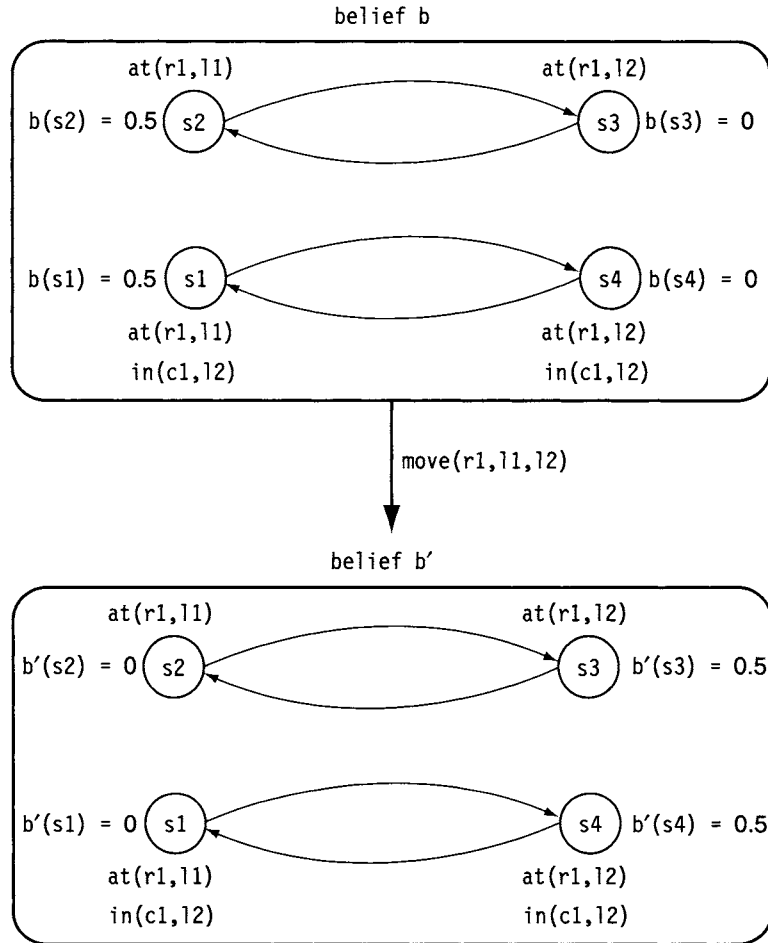 belief b
at(r1,l1) at(r1,l2)
b(s2) = 0.5 s2 s3 b(s3) = 0
b(s1) = 0.5 s1 s4 b(s4) = 0
at(r1,l1) at(r1,l2)
in(c1,l2) in(c1,l2)
move(r1,l1,l2)
belief b′
at(r1,l1) at(r1,l2)
b′(s2) = 0 s2 s3 b′(s3) = 0.5
b′(s1) = 0 s1 s4 b′(s4) = 0.5
at(r1,l1) at(r1,l2)
in(c1,l2) in(c1,l2)